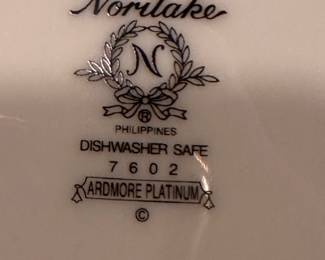 Noritake
N
®
PHILIPPINES
DISHWASHER SAFE
7602
ARDMORE PLATINUM
©